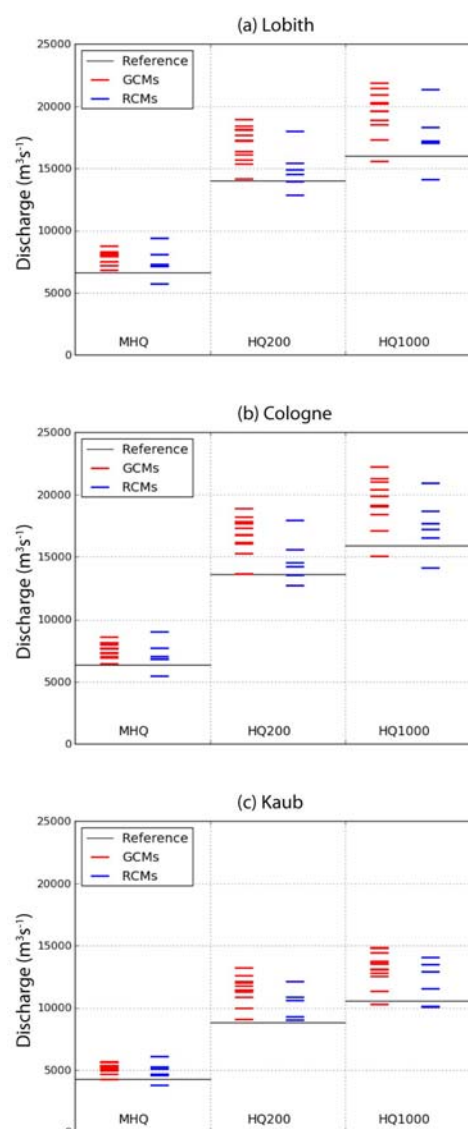 (a) Lobith
25000
20000
15000
10000
5000
0
Discharge (m³s⁻¹)
Reference
GCMs
RCMs
MHQ
HQ200
HQ1000
(b) Cologne
25000
20000
15000
10000
5000
0
Discharge (m³s⁻¹)
Reference
GCMs
RCMs
MHQ
HQ200
HQ1000
(c) Kaub
25000
20000
15000
10000
5000
Discharge (m³s⁻¹)
Reference
GCMs
RCMs
MHQ
HQ200
HQ1000